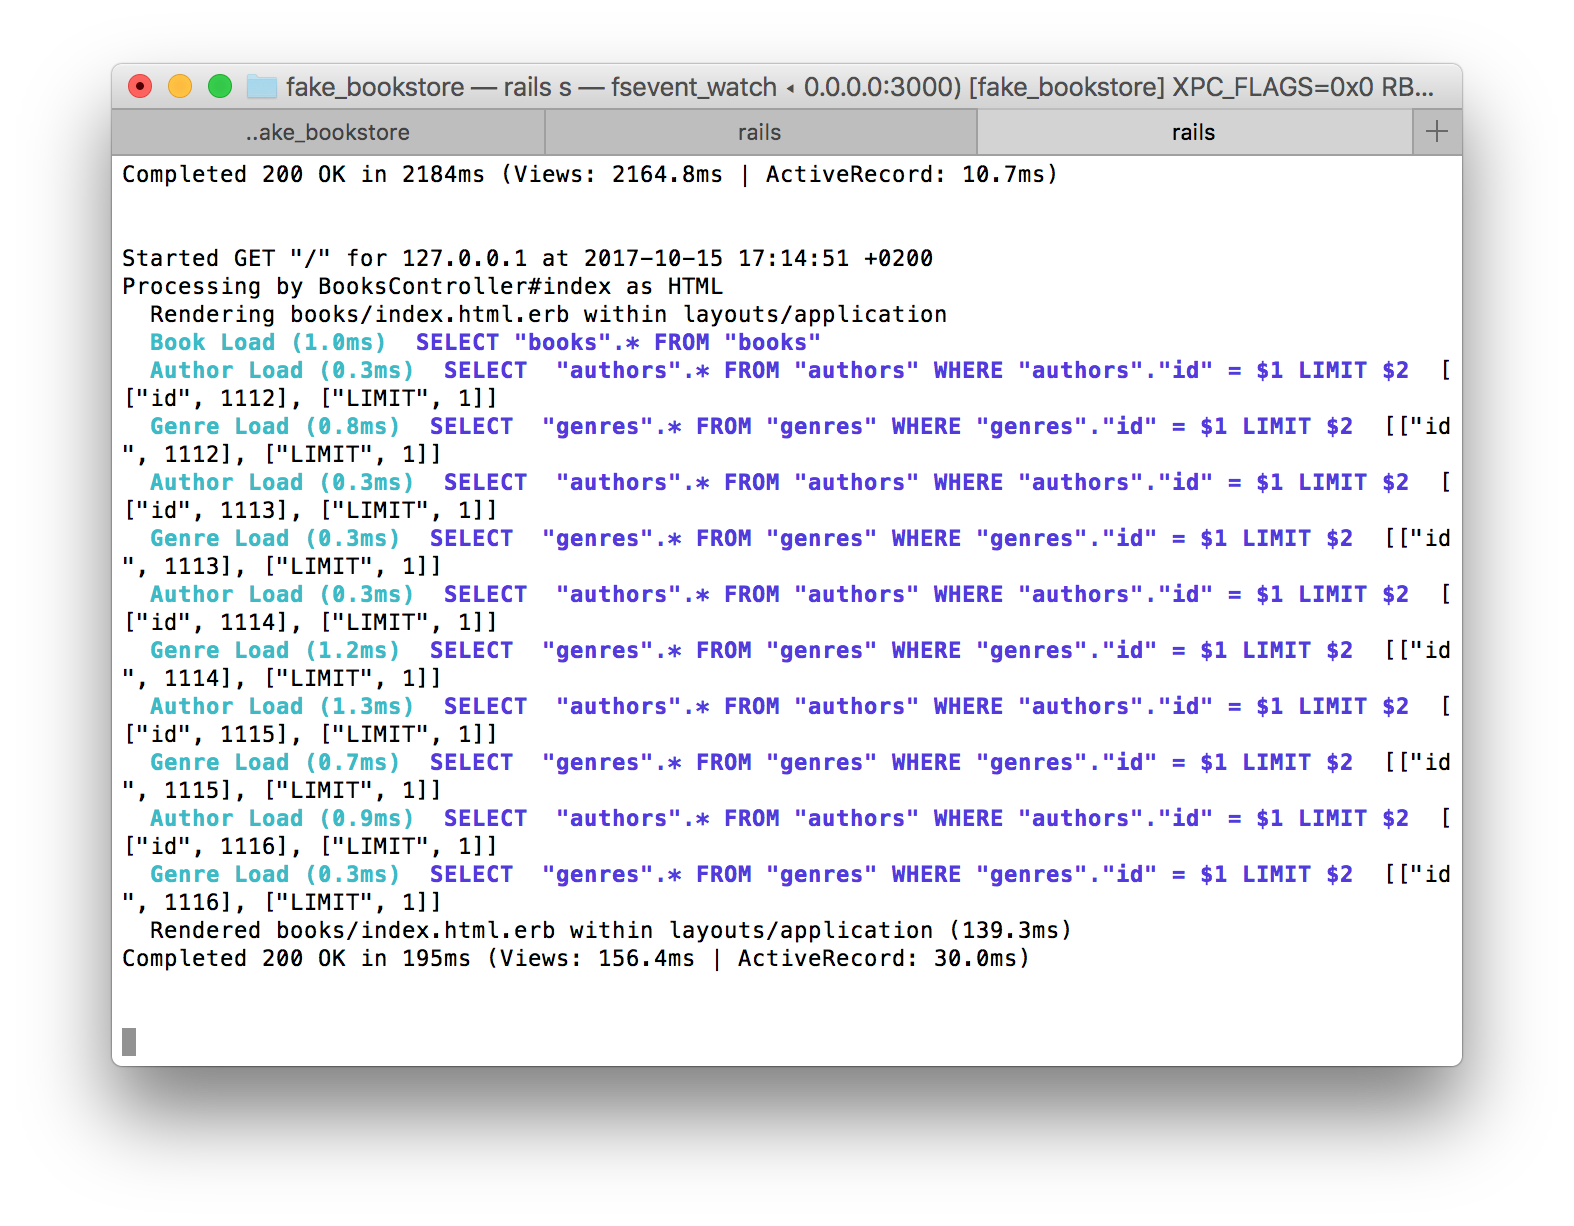 fake_bookstore — rails s — fsevent_watch ◂ 0.0.0.0:3000) [fake_bookstore] XPC_FLAGS=0x0 RB...
..ake_bookstore rails rails +
Completed 200 OK in 2184ms (Views: 2164.8ms | ActiveRecord: 10.7ms)
Started GET "/" for 127.0.0.1 at 2017-10-15 17:14:51 +0200
Processing by BooksController#index as HTML
  Rendering books/index.html.erb within layouts/application
  Book Load (1.0ms)  SELECT "books".* FROM "books"
  Author Load (0.3ms)  SELECT  "authors".* FROM "authors" WHERE "authors"."id" = $1 LIMIT $2  [
["id", 1112], ["LIMIT", 1]]
  Genre Load (0.8ms)  SELECT  "genres".* FROM "genres" WHERE "genres"."id" = $1 LIMIT $2  [["id
", 1112], ["LIMIT", 1]]
  Author Load (0.3ms)  SELECT  "authors".* FROM "authors" WHERE "authors"."id" = $1 LIMIT $2  [
["id", 1113], ["LIMIT", 1]]
  Genre Load (0.3ms)  SELECT  "genres".* FROM "genres" WHERE "genres"."id" = $1 LIMIT $2  [["id
", 1113], ["LIMIT", 1]]
  Author Load (0.3ms)  SELECT  "authors".* FROM "authors" WHERE "authors"."id" = $1 LIMIT $2  [
["id", 1114], ["LIMIT", 1]]
  Genre Load (1.2ms)  SELECT  "genres".* FROM "genres" WHERE "genres"."id" = $1 LIMIT $2  [["id
", 1114], ["LIMIT", 1]]
  Author Load (1.3ms)  SELECT  "authors".* FROM "authors" WHERE "authors"."id" = $1 LIMIT $2  [
["id", 1115], ["LIMIT", 1]]
  Genre Load (0.7ms)  SELECT  "genres".* FROM "genres" WHERE "genres"."id" = $1 LIMIT $2  [["id
", 1115], ["LIMIT", 1]]
  Author Load (0.9ms)  SELECT  "authors".* FROM "authors" WHERE "authors"."id" = $1 LIMIT $2  [
["id", 1116], ["LIMIT", 1]]
  Genre Load (0.3ms)  SELECT  "genres".* FROM "genres" WHERE "genres"."id" = $1 LIMIT $2  [["id
", 1116], ["LIMIT", 1]]
  Rendered books/index.html.erb within layouts/application (139.3ms)
Completed 200 OK in 195ms (Views: 156.4ms | ActiveRecord: 30.0ms)